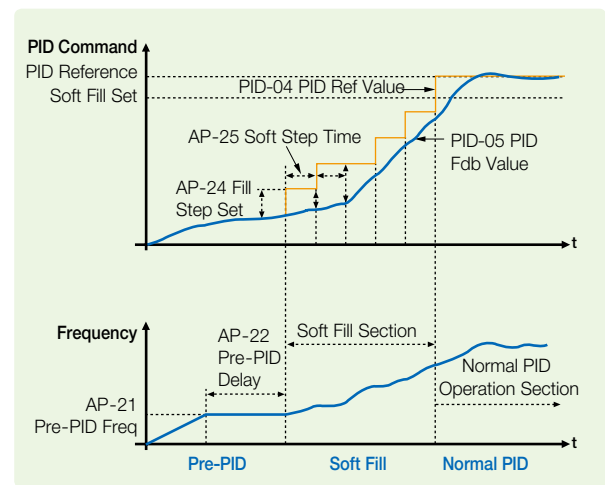 PID Command
PID Reference
Soft Fill Set
PID-04 PID Ref Value
AP-25 Soft Step Time
PID-05 PID
Fdb Value
AP-24 Fill
Step Set
t
Frequency
AP-22
Pre-PID
Delay
Soft Fill Section
Normal PID
Operation Section
AP-21
Pre-PID Freq
t
Pre-PID
Soft Fill
Normal PID